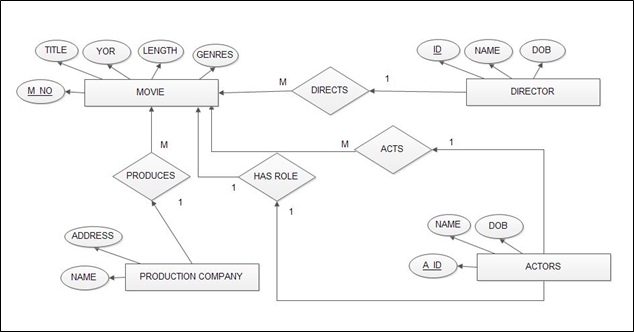 TITLE
YOR
LENGTH
GENRES
M_NO
MOVIE
M
DIRECTS
1
ID
NAME
DOB
DIRECTOR
M
ACTS
1
M
PRODUCES
1
HAS ROLE
1
1
ADDRESS
NAME
PRODUCTION COMPANY
NAME
DOB
A_ID
ACTORS